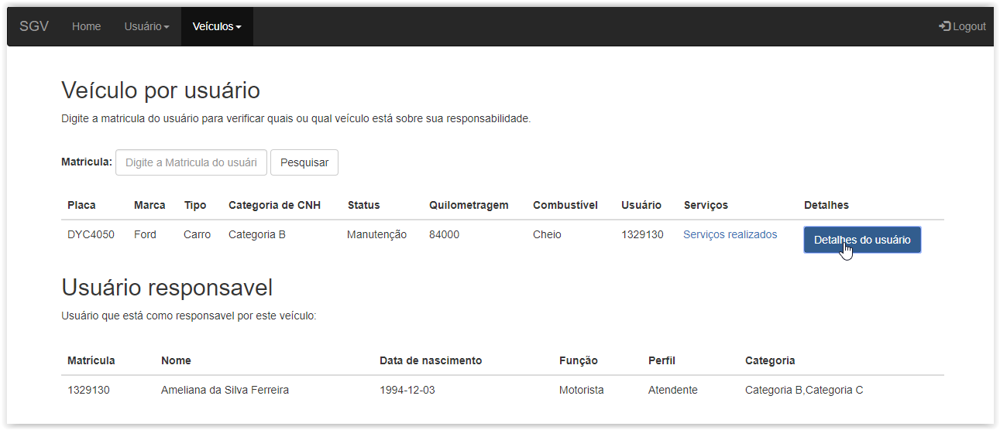 SGV Home Usuário Veículos Logout
Veículo por usuário
Digite a matricula do usuário para verificar quais ou qual veículo está sobre sua responsabilidade.
Matricula: Digite a Matricula do usuári Pesquisar
Placa Marca Tipo Categoria de CNH Status Quilometragem Combustível Usuário Serviços Detalhes
DYC4050 Ford Carro Categoria B Manutenção 84000 Cheio 1329130 Serviços realizados Detalhes do usuário
Usuário responsavel
Usuário que está como responsavel por este veículo:
Matrícula Nome Data de nascimento Função Perfil Categoria
1329130 Ameliana da Silva Ferreira 1994-12-03 Motorista Atendente Categoria B,Categoria C